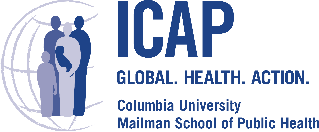 ICAP
GLOBAL. HEALTH. ACTION.
Columbia University
Mailman School of Public Health